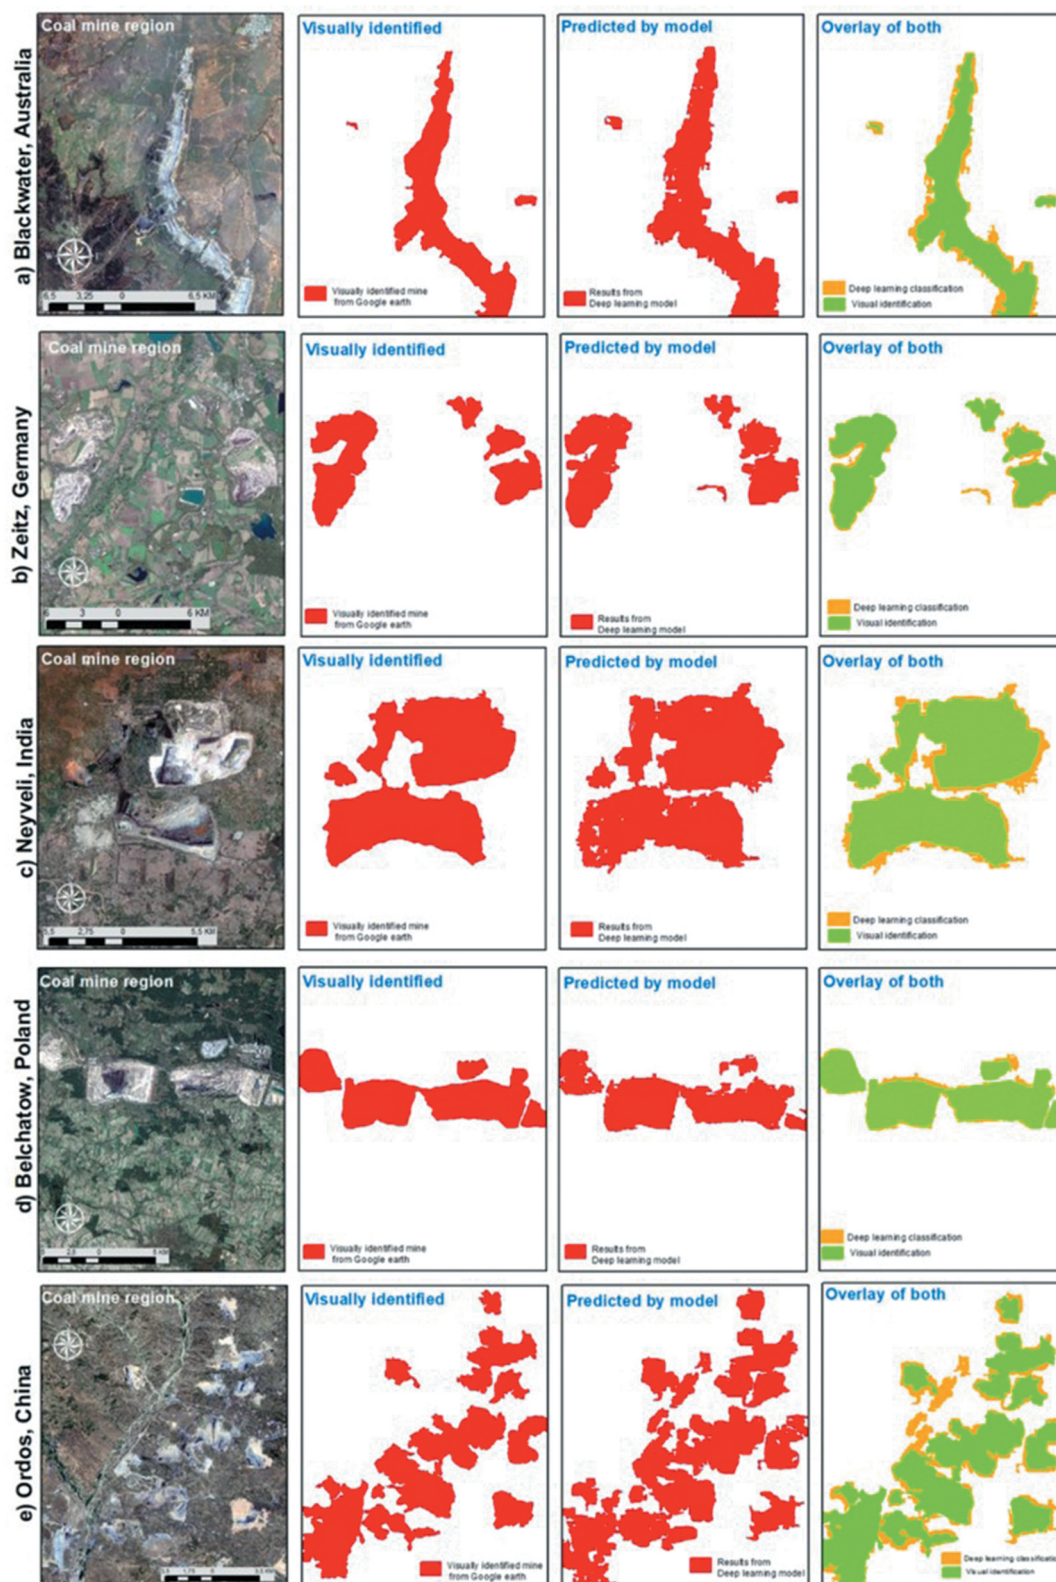 a) Blackwater, Australia
Coal mine region
6,5 3,25 0 6,5 KM
Visually identified
Visually identified mine
from Google earth
Predicted by model
Results from
Deep learning model
Overlay of both
Deep learning classification
Visual identification
b) Zeitz, Germany
Coal mine region
6 3 0 6 KM
Visually identified
Visually identified mine
from Google earth
Predicted by model
Results from
Deep learning model
Overlay of both
Deep learning classification
Visual identification
c) Neyveli, India
Coal mine region
5,5 2,75 0 5,5 KM
Visually identified
Visually identified mine
from Google earth
Predicted by model
Results from
Deep learning model
Overlay of both
Deep learning classification
Visual identification
d) Belchatow, Poland
Coal mine region
0 5 KM
Visually identified
Visually identified mine
from Google earth
Predicted by model
Results from
Deep learning model
Overlay of both
Deep learning classification
Visual identification
e) Ordos, China
Coal mine region
0
Visually identified
Visually identified mine
from Google earth
Predicted by model
Results from
Deep learning model
Overlay of both
Deep learning classification
Visual identification